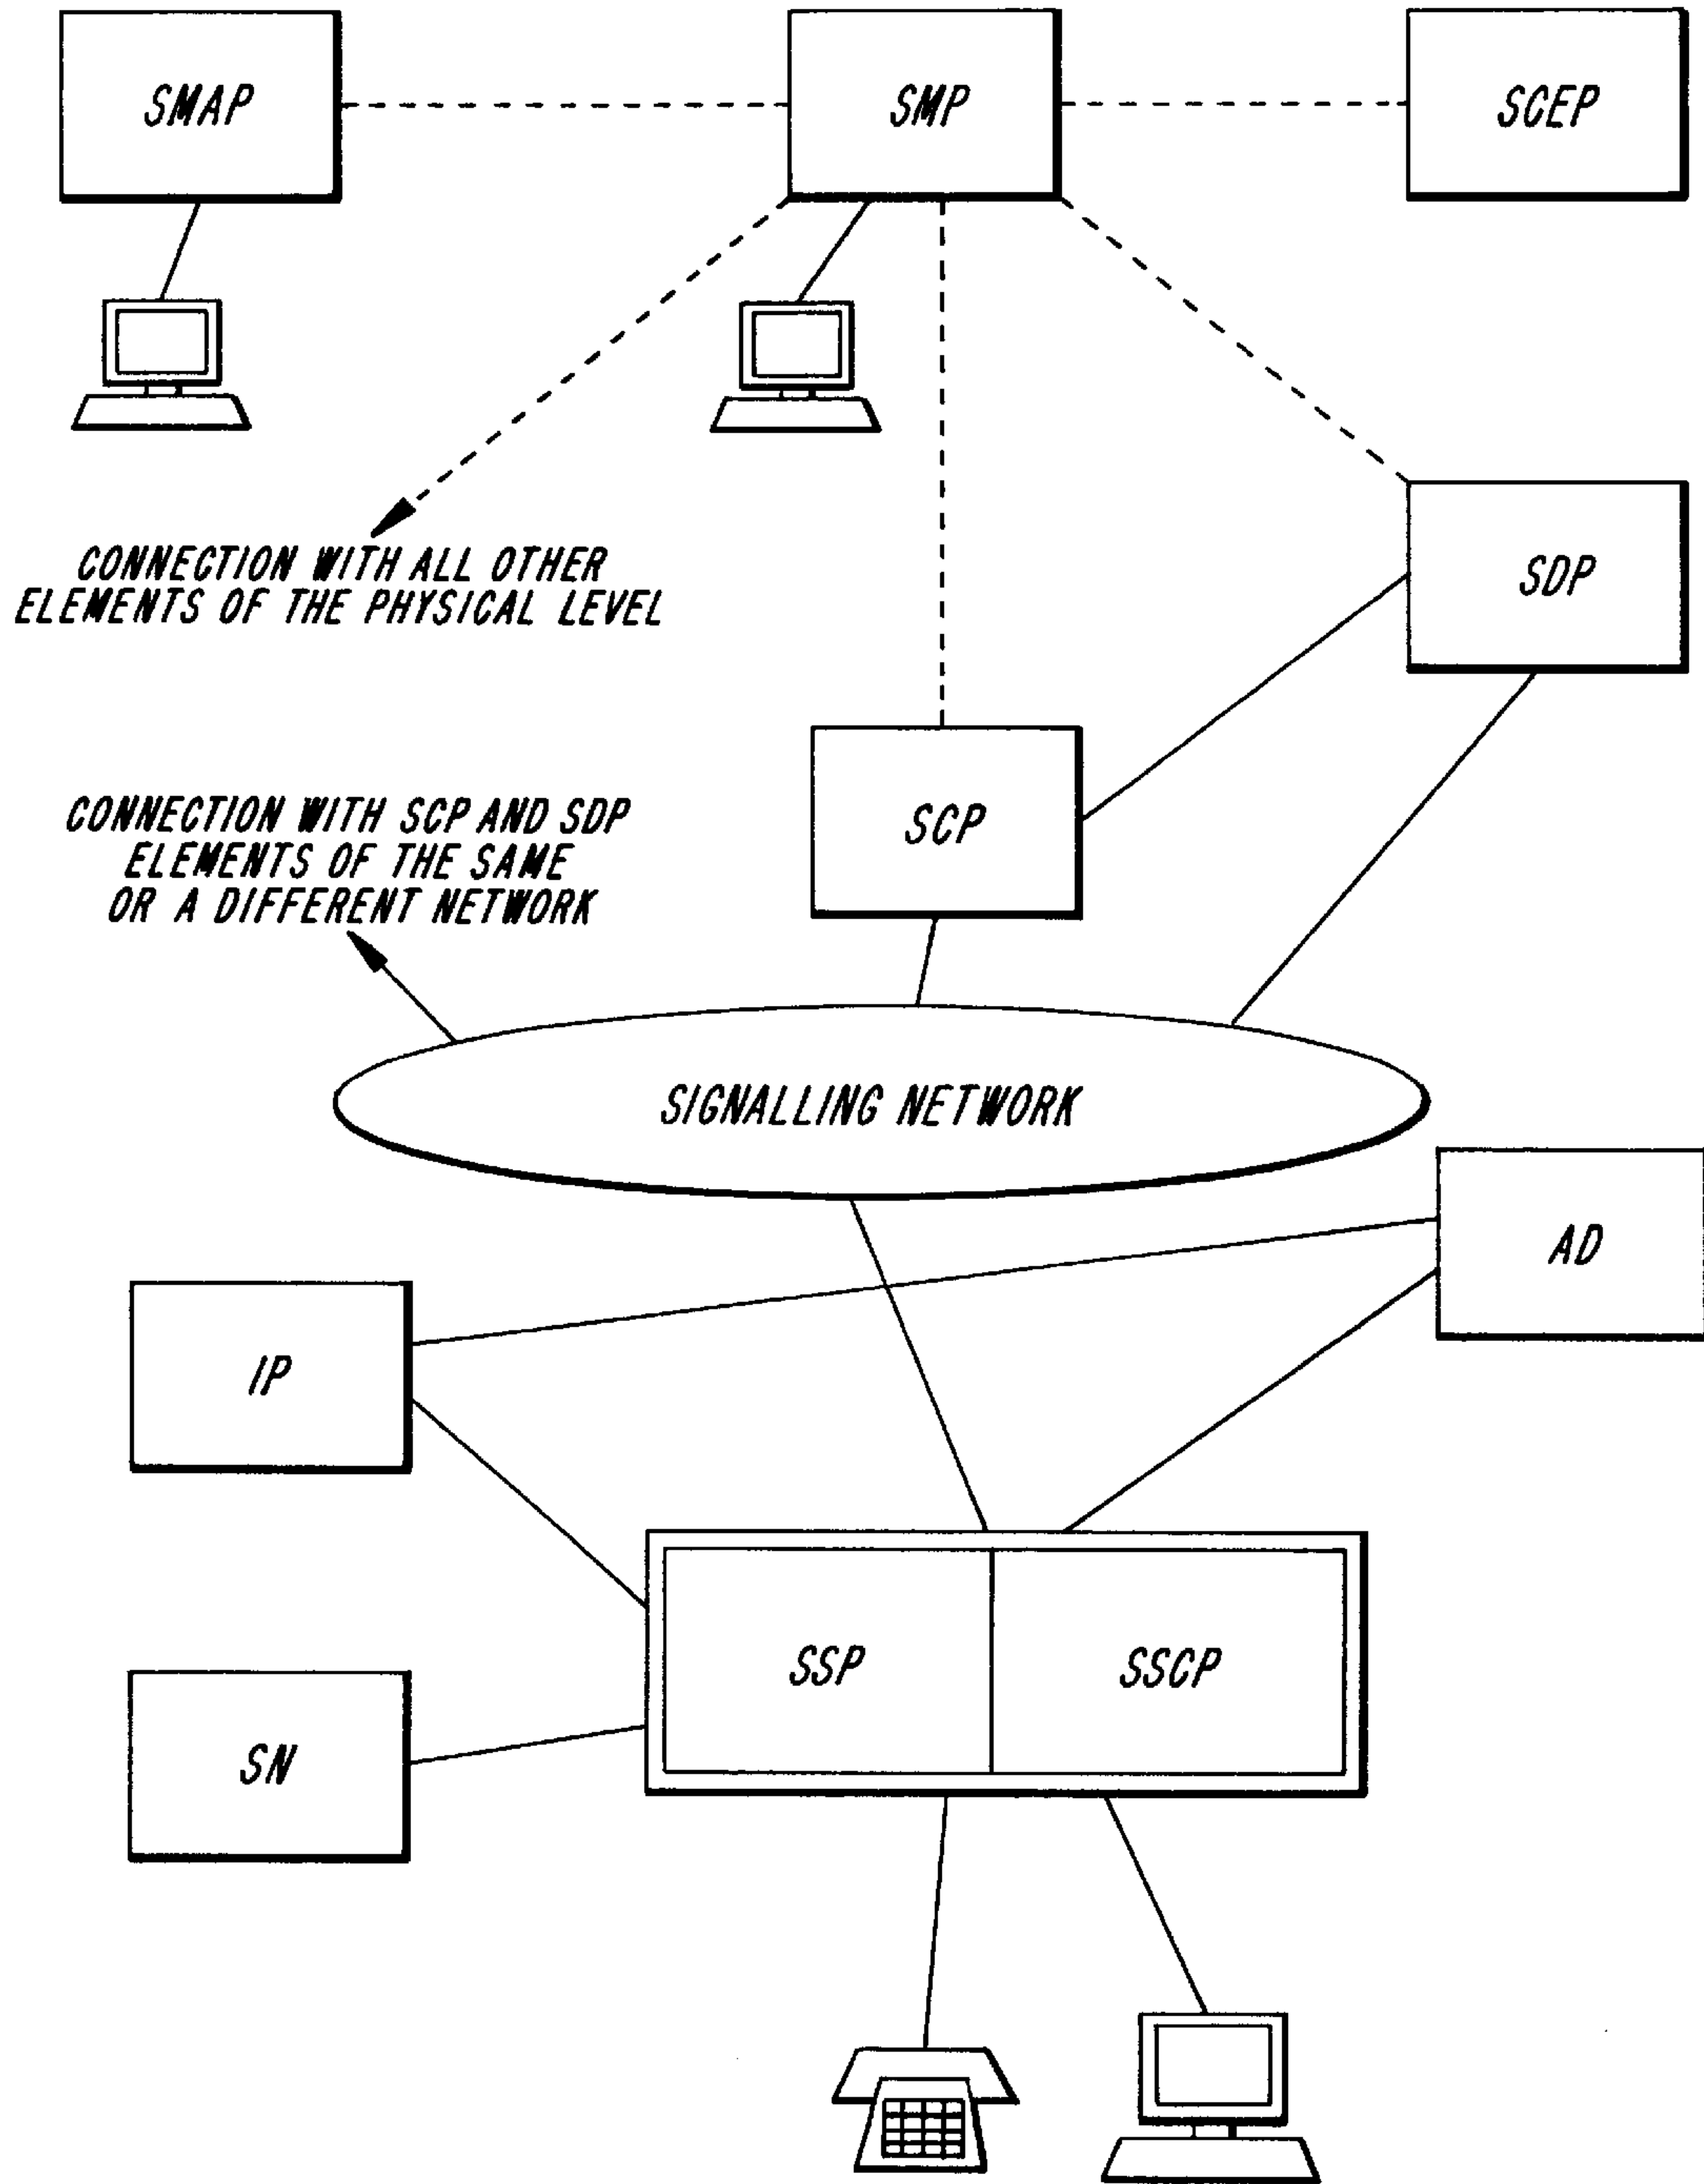 SMAP
SMP
SCEP
CONNECTION WITH ALL OTHER
ELEMENTS OF THE PHYSICAL LEVEL
SDP
CONNECTION WITH SCP AND SDP
ELEMENTS OF THE SAME
OR A DIFFERENT NETWORK
SCP
SIGNALLING NETWORK
AD
IP
SSP
SSCP
SN